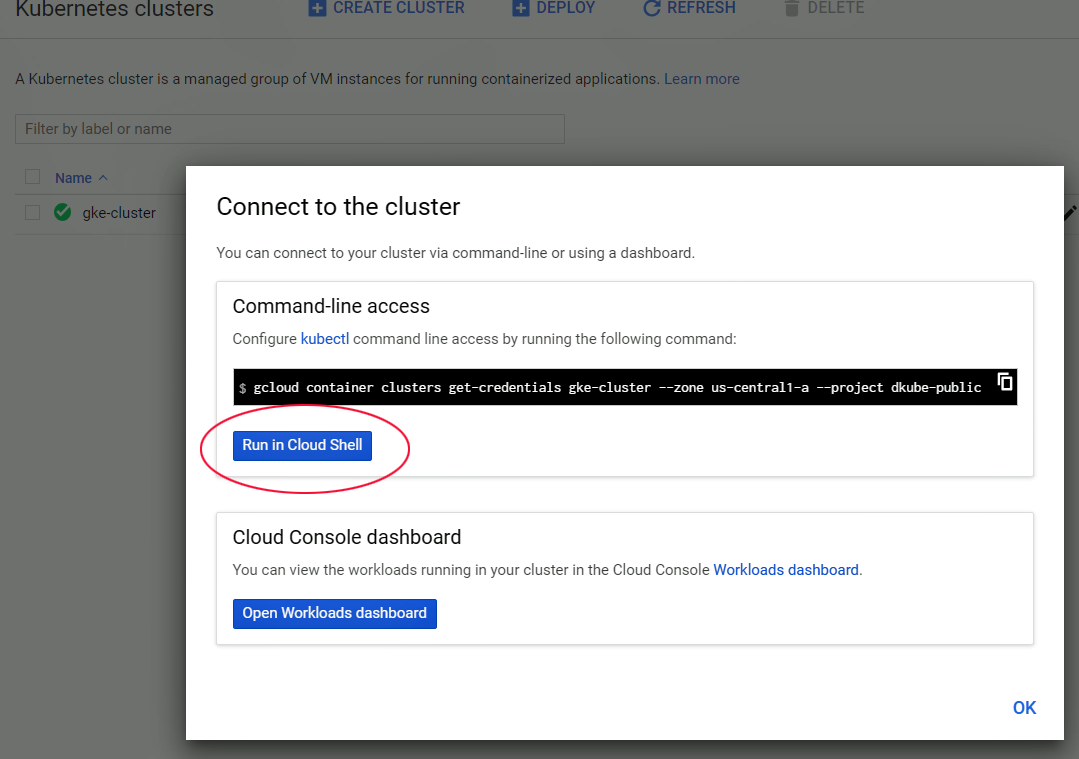 Kubernetes clusters CREATE CLUSTER DEPLOY REFRESH DELETE
A Kubernetes cluster is a managed group of VM instances for running containerized applications. Learn more
Filter by label or name
Name
gke-cluster
Connect to the cluster
You can connect to your cluster via command-line or using a dashboard.
Command-line access
Configure kubectl command line access by running the following command:
$ gcloud container clusters get-credentials gke-cluster --zone us-central1-a --project dkube-public
Run in Cloud Shell
Cloud Console dashboard
You can view the workloads running in your cluster in the Cloud Console Workloads dashboard.
Open Workloads dashboard
OK